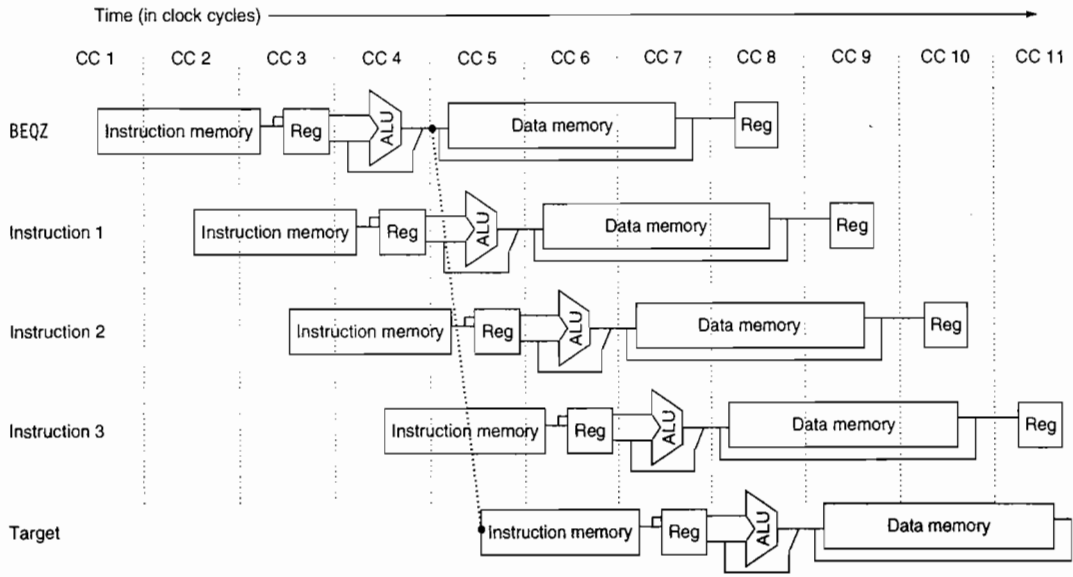 Time (in clock cycles)
CC 1 CC 2 CC 3 CC 4 CC 5 CC 6 CC 7 CC 8 CC 9 CC 10 CC 11
BEQZ Instruction memory Reg ALU Data memory Reg
Instruction 1 Instruction memory Reg ALU Data memory Reg
Instruction 2 Instruction memory Reg ALU Data memory Reg
Instruction 3 Instruction memory Reg ALU Data memory Reg
Target Instruction memory Reg ALU Data memory